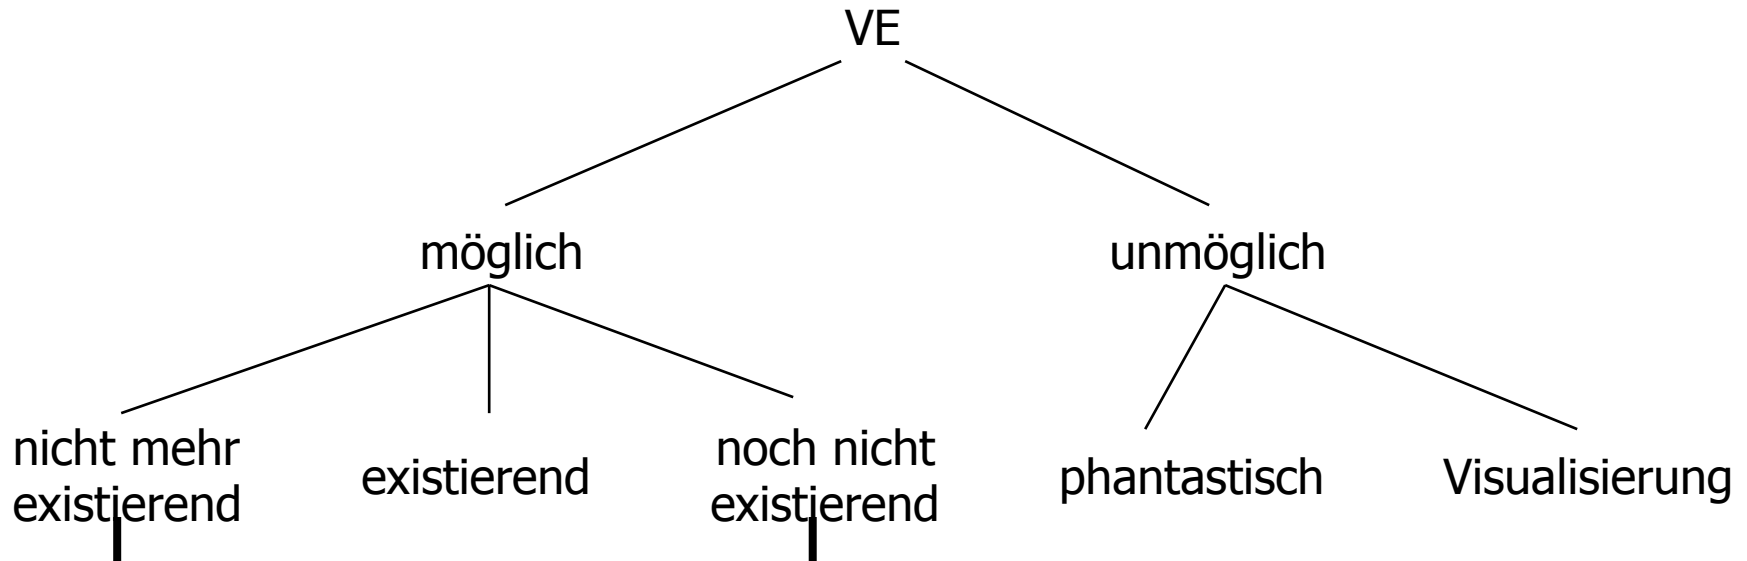 VE
möglich
unmöglich
nicht mehr
existierend
existierend
noch nicht
existierend
phantastisch
Visualisierung